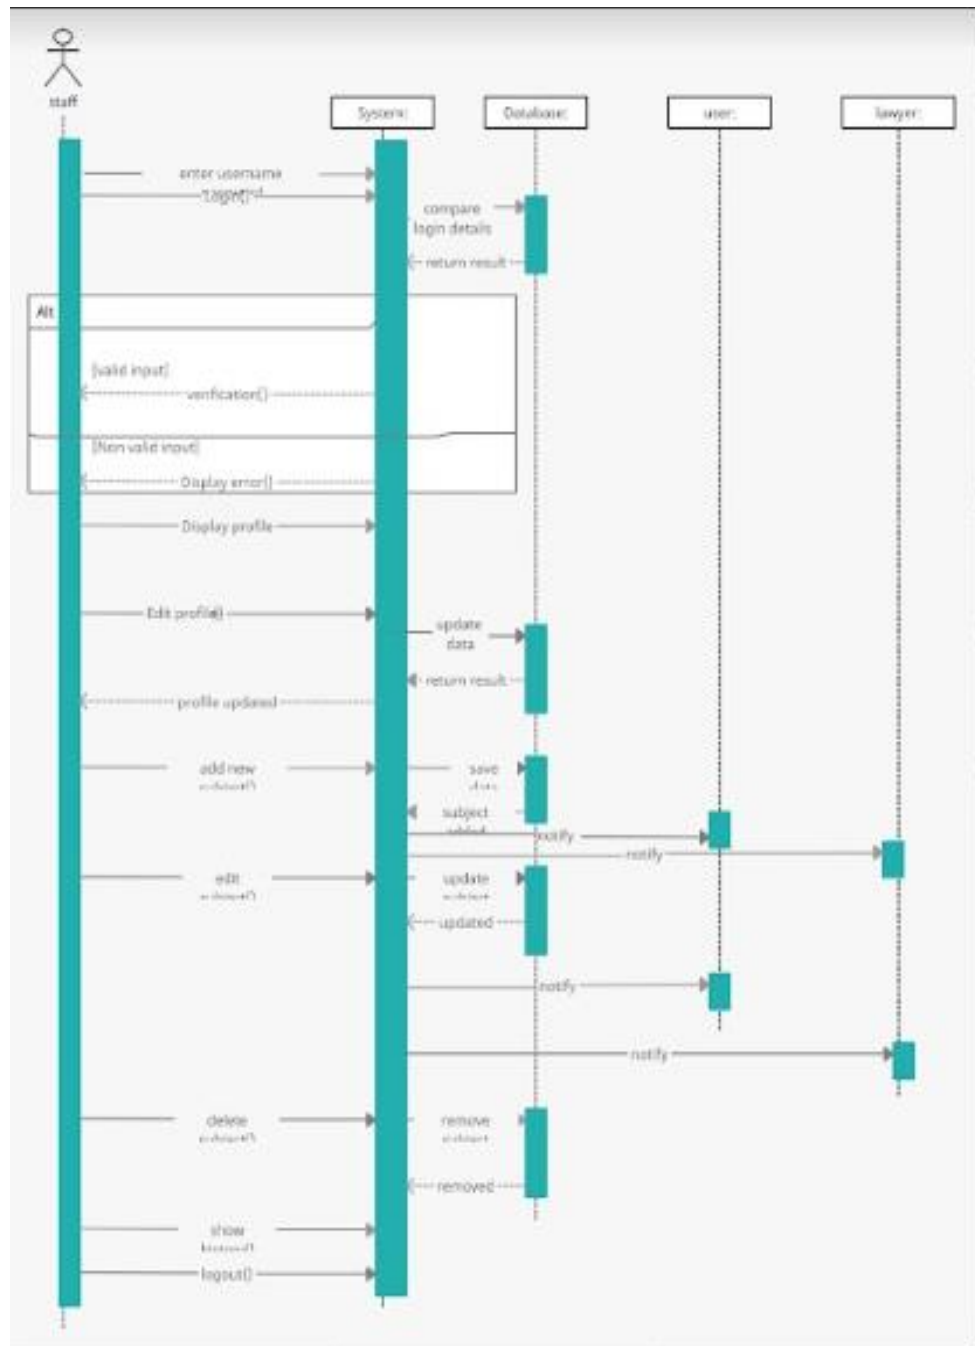 staff
System:
Database:
user:
lawyer:
enter username
Login()
compare
login details
return result
Alt
[valid input]
verification()
[Non valid input]
Display error()
Display profile
Edit profile()
update
data
return result
profile updated
add new
save
subject
notify
notify
edit
update
updated
notify
notify
delete
remove
removed
show
logout()